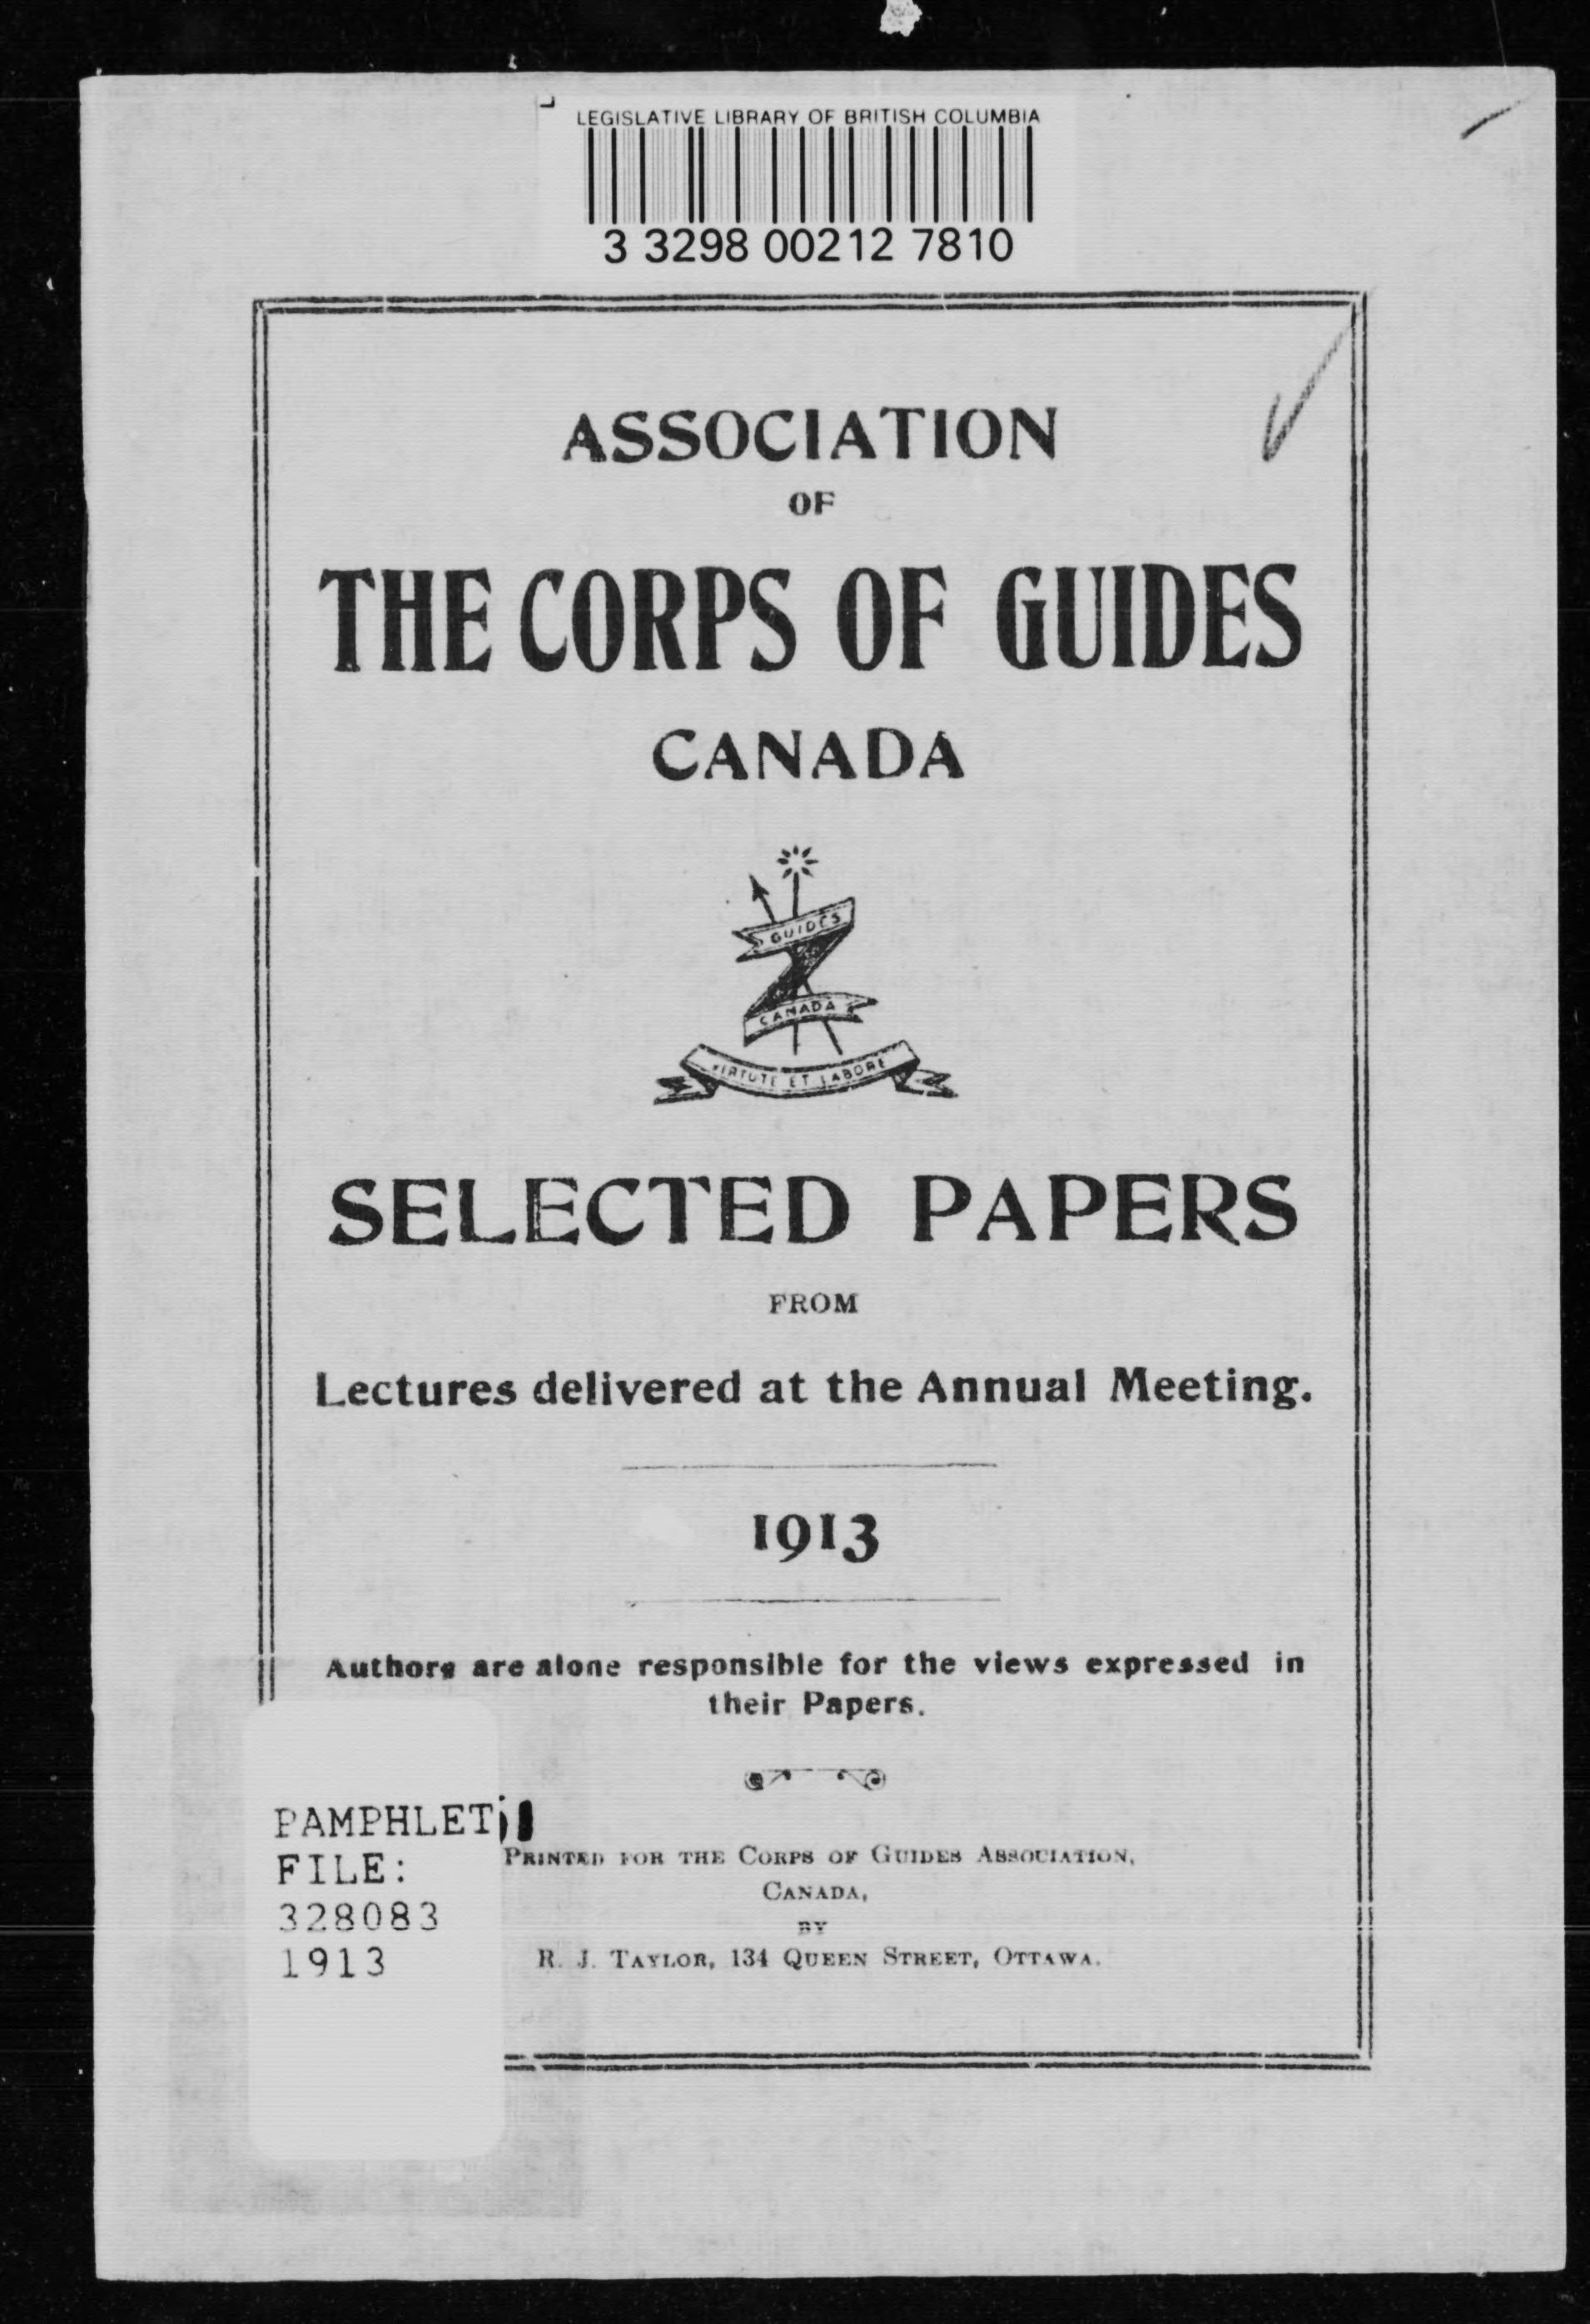 LEGISLATIVE LIBRARY OF BRITISH COLUMBIA
3 3298 00212 7810
ASSOCIATION
OF
THE CORPS OF GUIDES
CANADA
GUIDES
CANADA
VIRTUTE ET LABORE
SELECTED PAPERS
FROM
Lectures delivered at the Annual Meeting.
1913
Authors are alone responsible for the views expressed in
their Papers.
PAMPHLET
FILE:
328083
1913
PRINTED FOR THE CORPS OF GUIDES ASSOCIATION,
CANADA,
BY
R. J. TAYLOR, 134 QUEEN STREET, OTTAWA.